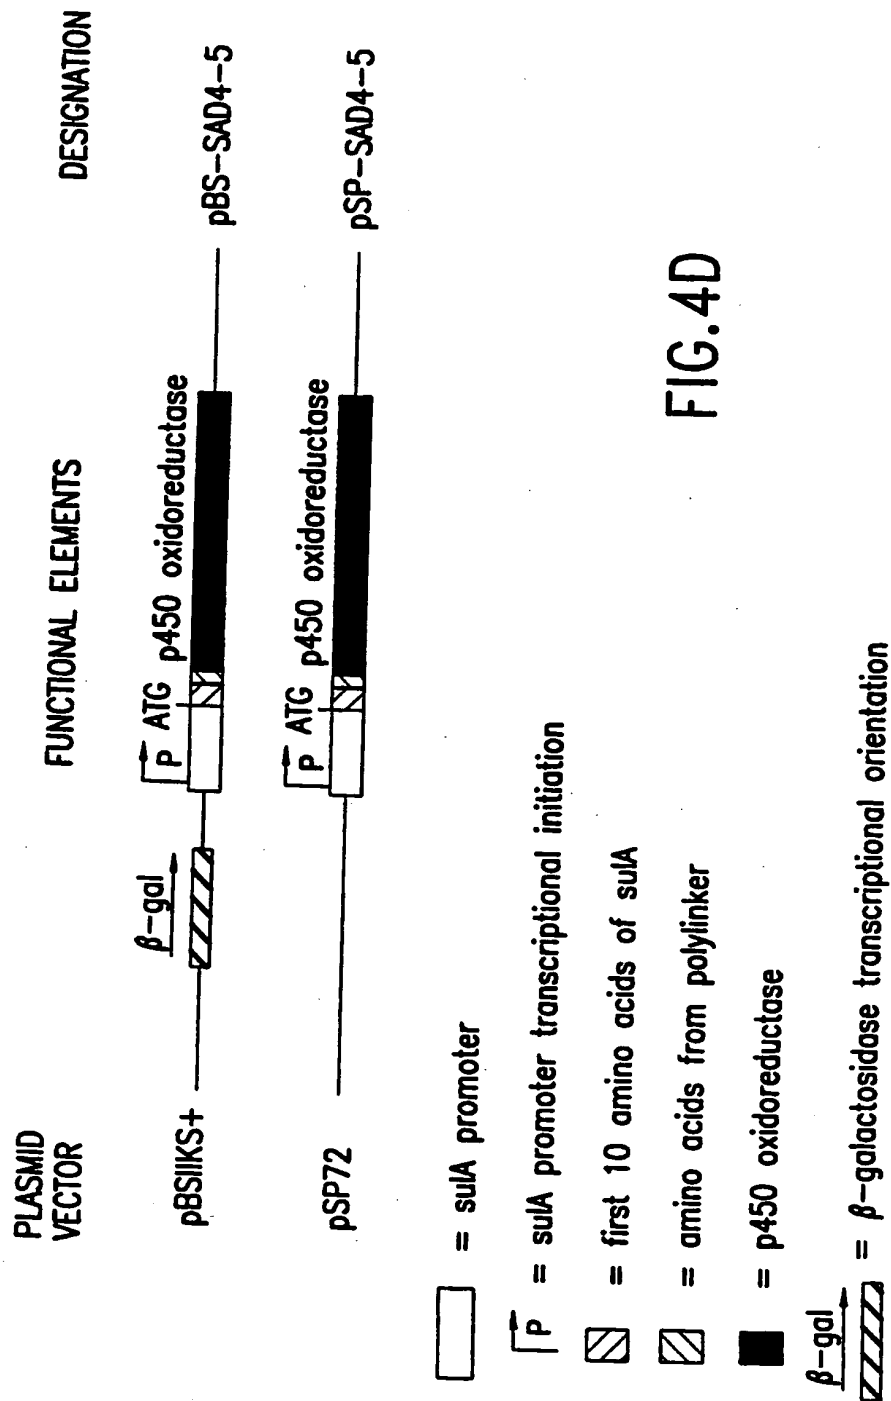 PLASMID
VECTOR
FUNCTIONAL ELEMENTS
DESIGNATION
β-gal
P ATG p450 oxidoreductase
pBSIIKS+
pBS-SAD4-5
P ATG p450 oxidoreductase
pSP72
pSP-SAD4-5
= sulA promoter
P = sulA promoter transcriptional initiation
= first 10 amino acids of sulA
= amino acids from polylinker
= p450 oxidoreductase
β-gal
= β-galactosidase transcriptional orientation
FIG.4D